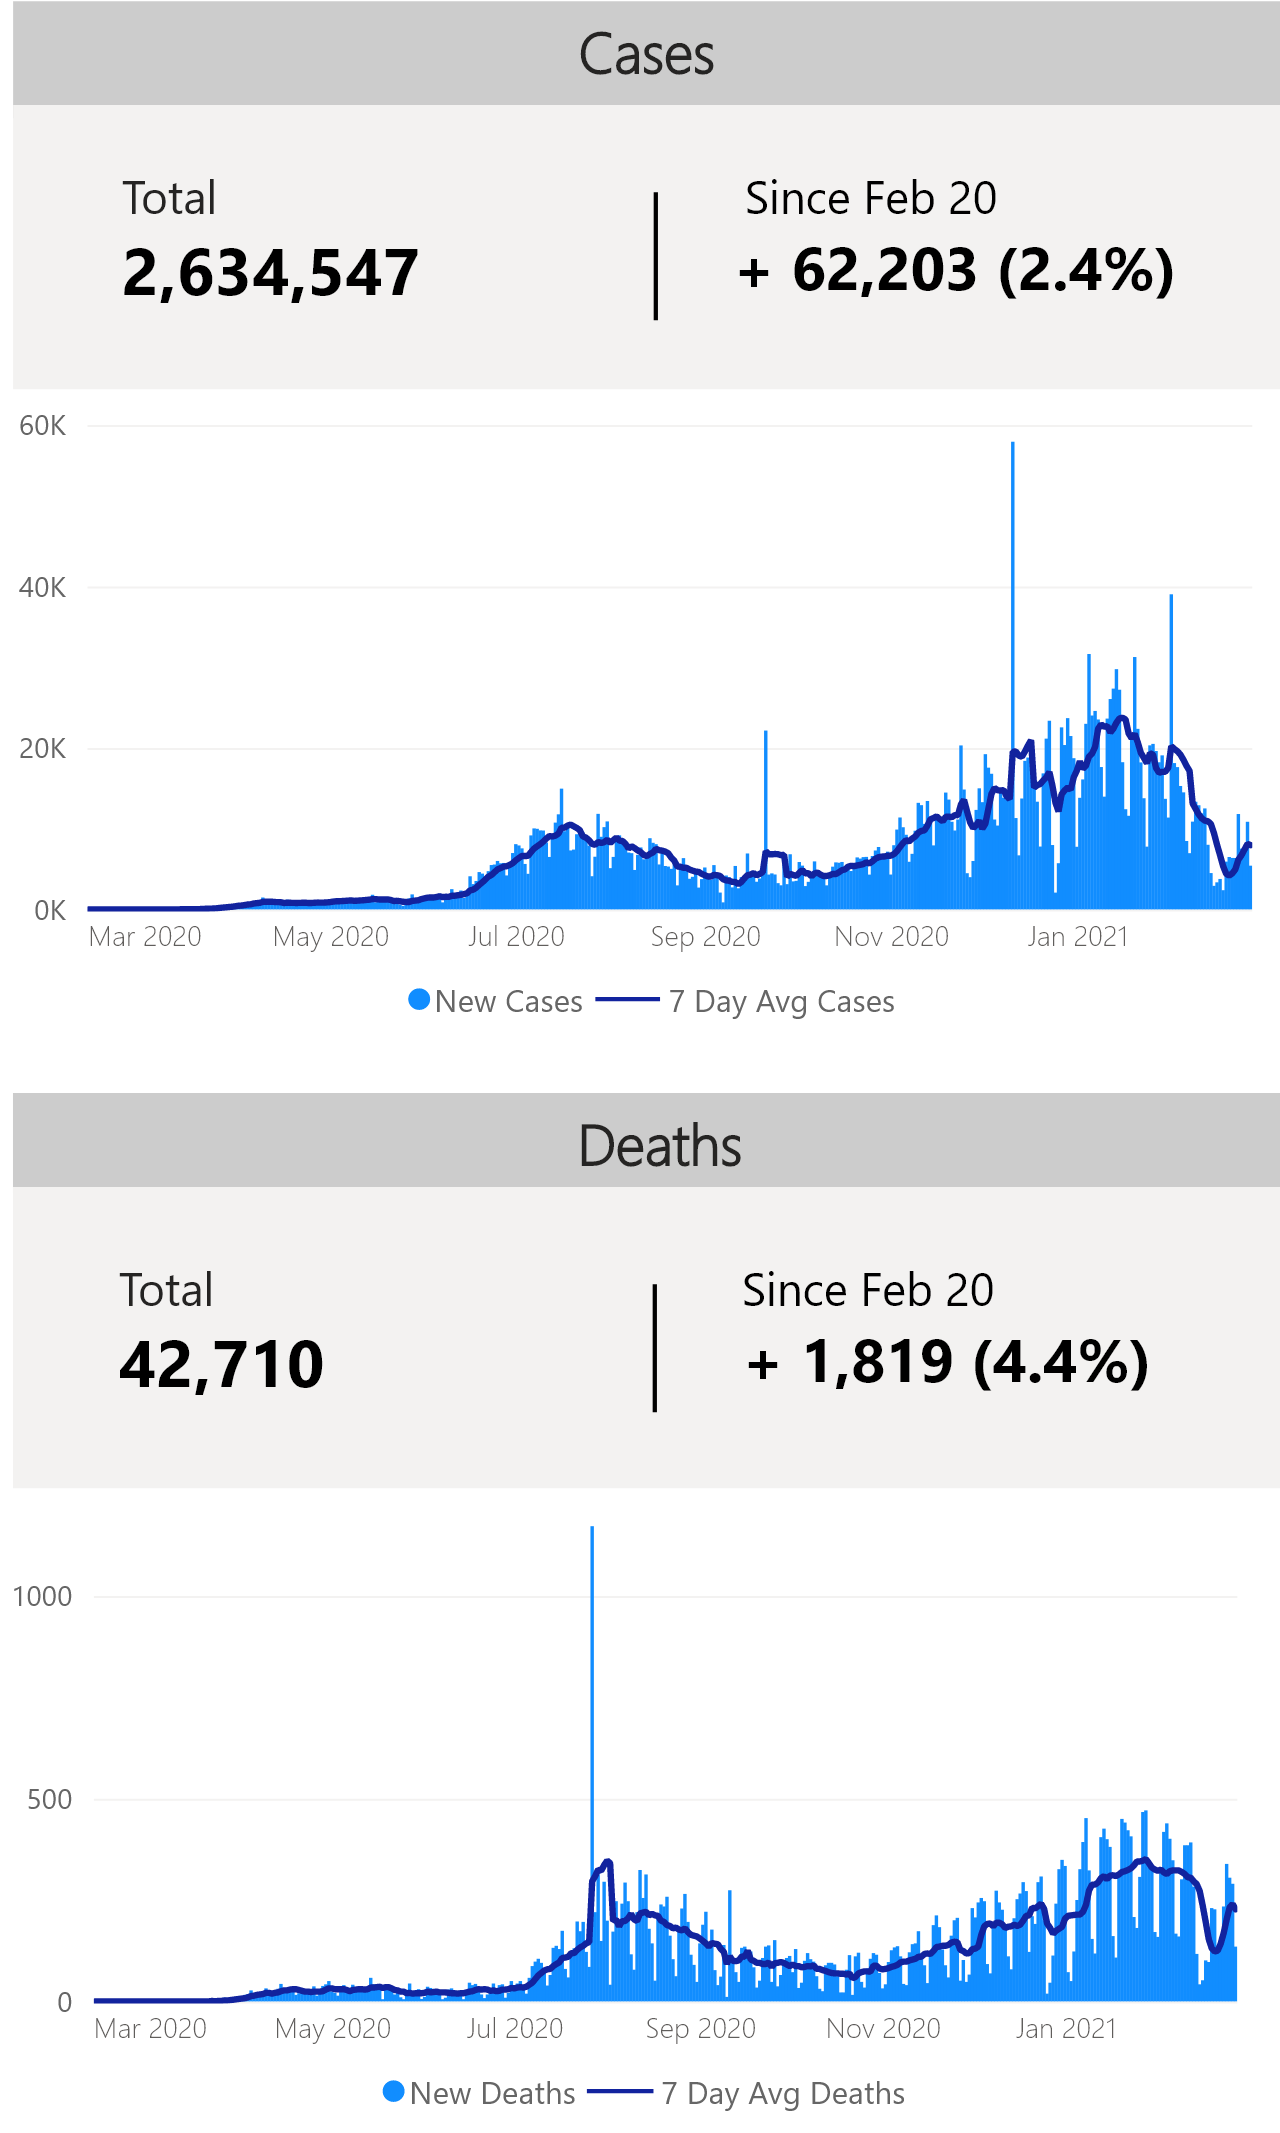 Cases
Total
Since Feb 20
2,634,547
+ 62,203 (2.4%)
60K
40K
20K
0K
Mar 2020
May 2020
Jul 2020
Sep 2020
Nov 2020
Jan 2021
New Cases
7 Day Avg Cases
Deaths
Total
Since Feb 20
42,710
+ 1,819 (4.4%)
1000
500
0
Mar 2020
May 2020
Jul 2020
Sep 2020
Nov 2020
Jan 2021
New Deaths
7 Day Avg Deaths